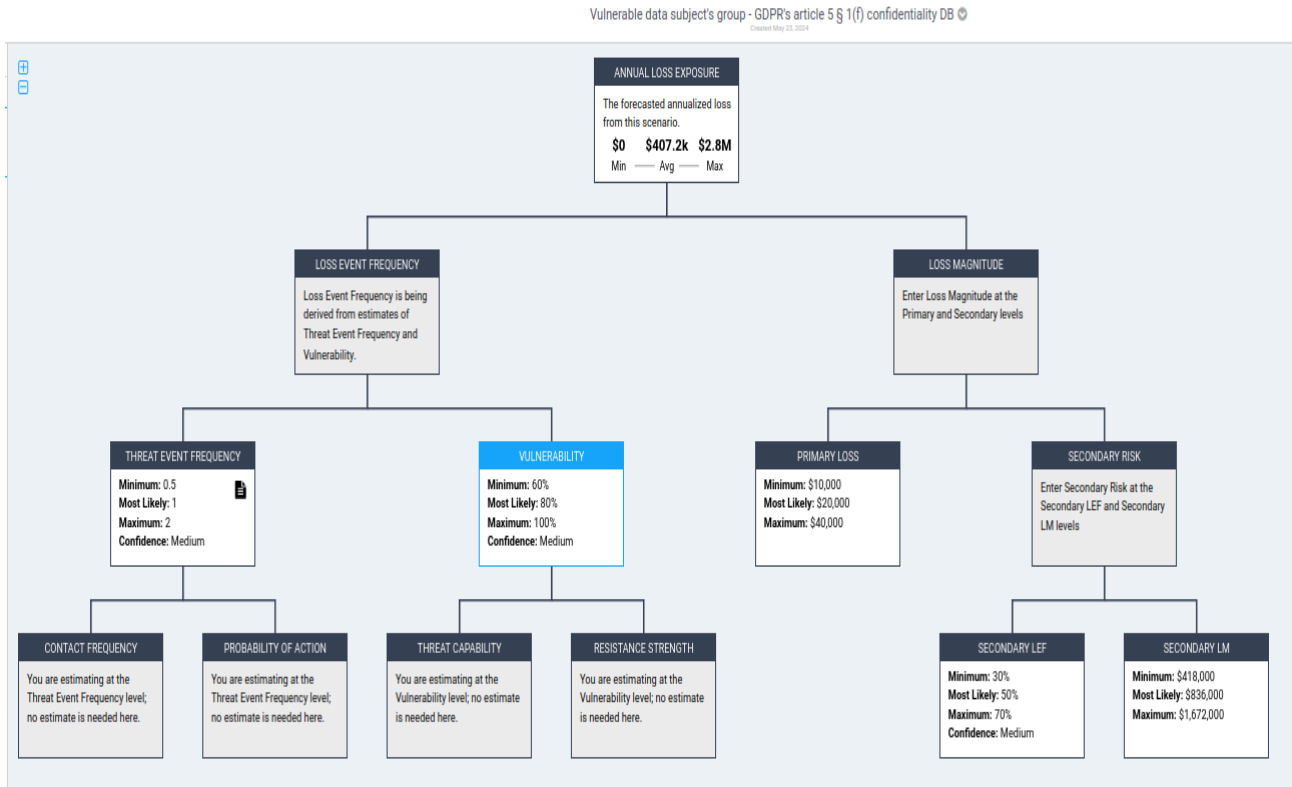 Vulnerable data subject's group - GDPR's article 5 § 1(f) confidentiality DB
Created May 23, 2024
ANNUAL LOSS EXPOSURE
The forecasted annualized loss
from this scenario.
$0 $407.2k $2.8M
Min Avg Max
LOSS EVENT FREQUENCY
Loss Event Frequency is being
derived from estimates of
Threat Event Frequency and
Vulnerability.
LOSS MAGNITUDE
Enter Loss Magnitude at the
Primary and Secondary levels
THREAT EVENT FREQUENCY
Minimum: 0.5
Most Likely: 1
Maximum: 2
Confidence: Medium
VULNERABILITY
Minimum: 60%
Most Likely: 80%
Maximum: 100%
Confidence: Medium
PRIMARY LOSS
Minimum: $10,000
Most Likely: $20,000
Maximum: $40,000
SECONDARY RISK
Enter Secondary Risk at the
Secondary LEF and Secondary
LM levels
CONTACT FREQUENCY
You are estimating at the
Threat Event Frequency level;
no estimate is needed here.
PROBABILITY OF ACTION
You are estimating at the
Threat Event Frequency level;
no estimate is needed here.
THREAT CAPABILITY
You are estimating at the
Vulnerability level; no estimate
is needed here.
RESISTANCE STRENGTH
You are estimating at the
Vulnerability level; no estimate
is needed here.
SECONDARY LEF
Minimum: 30%
Most Likely: 50%
Maximum: 70%
Confidence: Medium
SECONDARY LM
Minimum: $418,000
Most Likely: $836,000
Maximum: $1,672,000